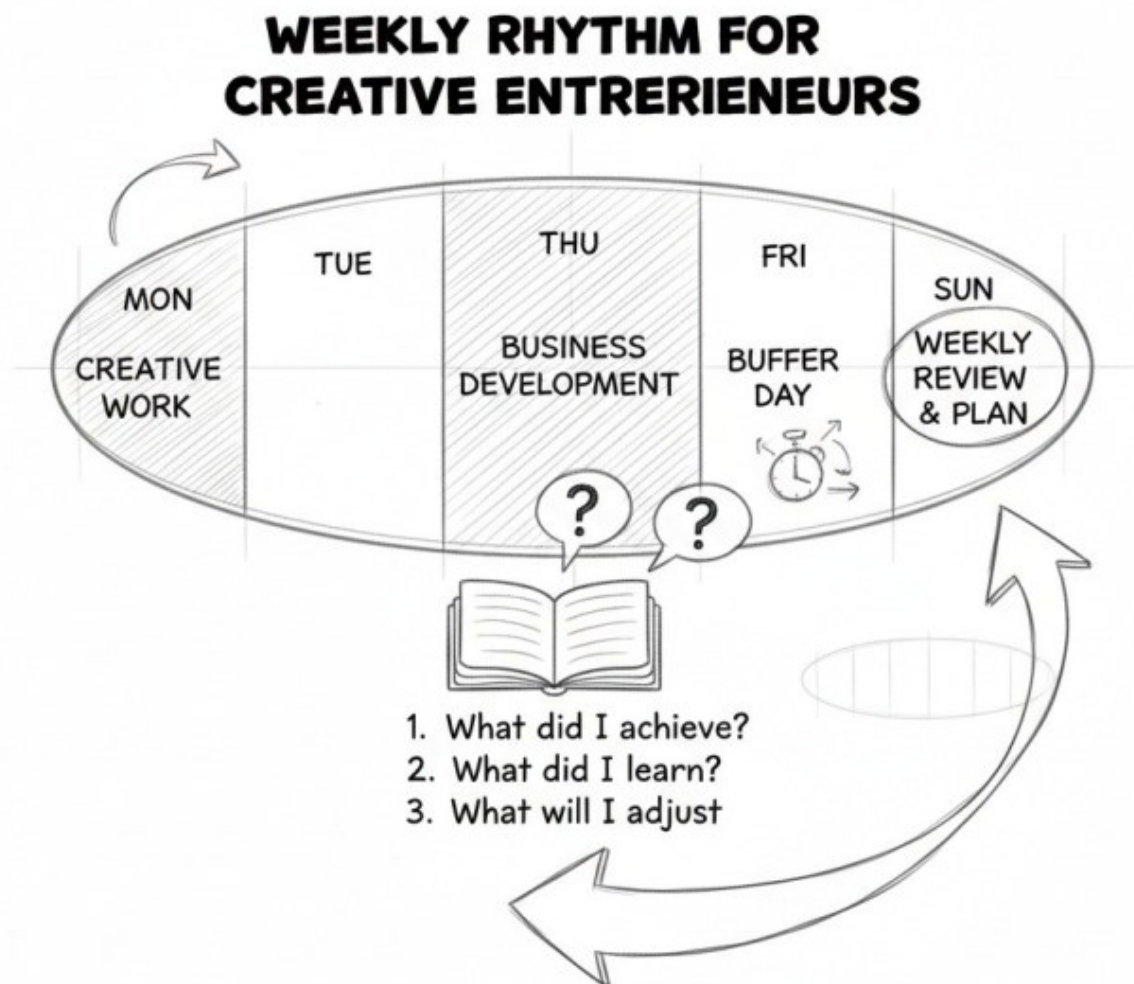 WEEKLY RHYTHM FOR
CREATIVE ENTRERIENEURS
MON
CREATIVE
WORK
TUE
THU
BUSINESS
DEVELOPMENT
FRI
BUFFER
DAY
SUN
WEEKLY
REVIEW
& PLAN
?
?
1. What did I achieve?
2. What did I learn?
3. What will I adjust